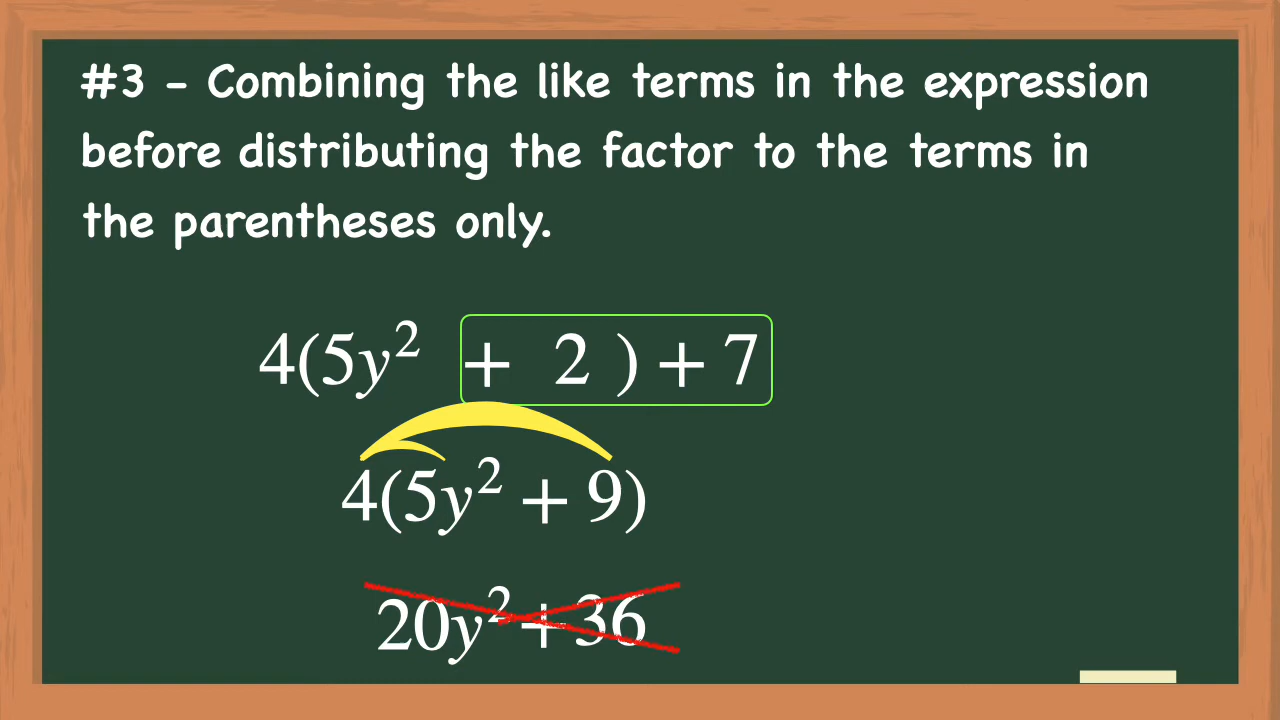 #3 - Combining the like terms in the expression
before distributing the factor to the terms in
the parentheses only.
4(5y² + 2 ) + 7
4(5y² + 9)
20y² + 36